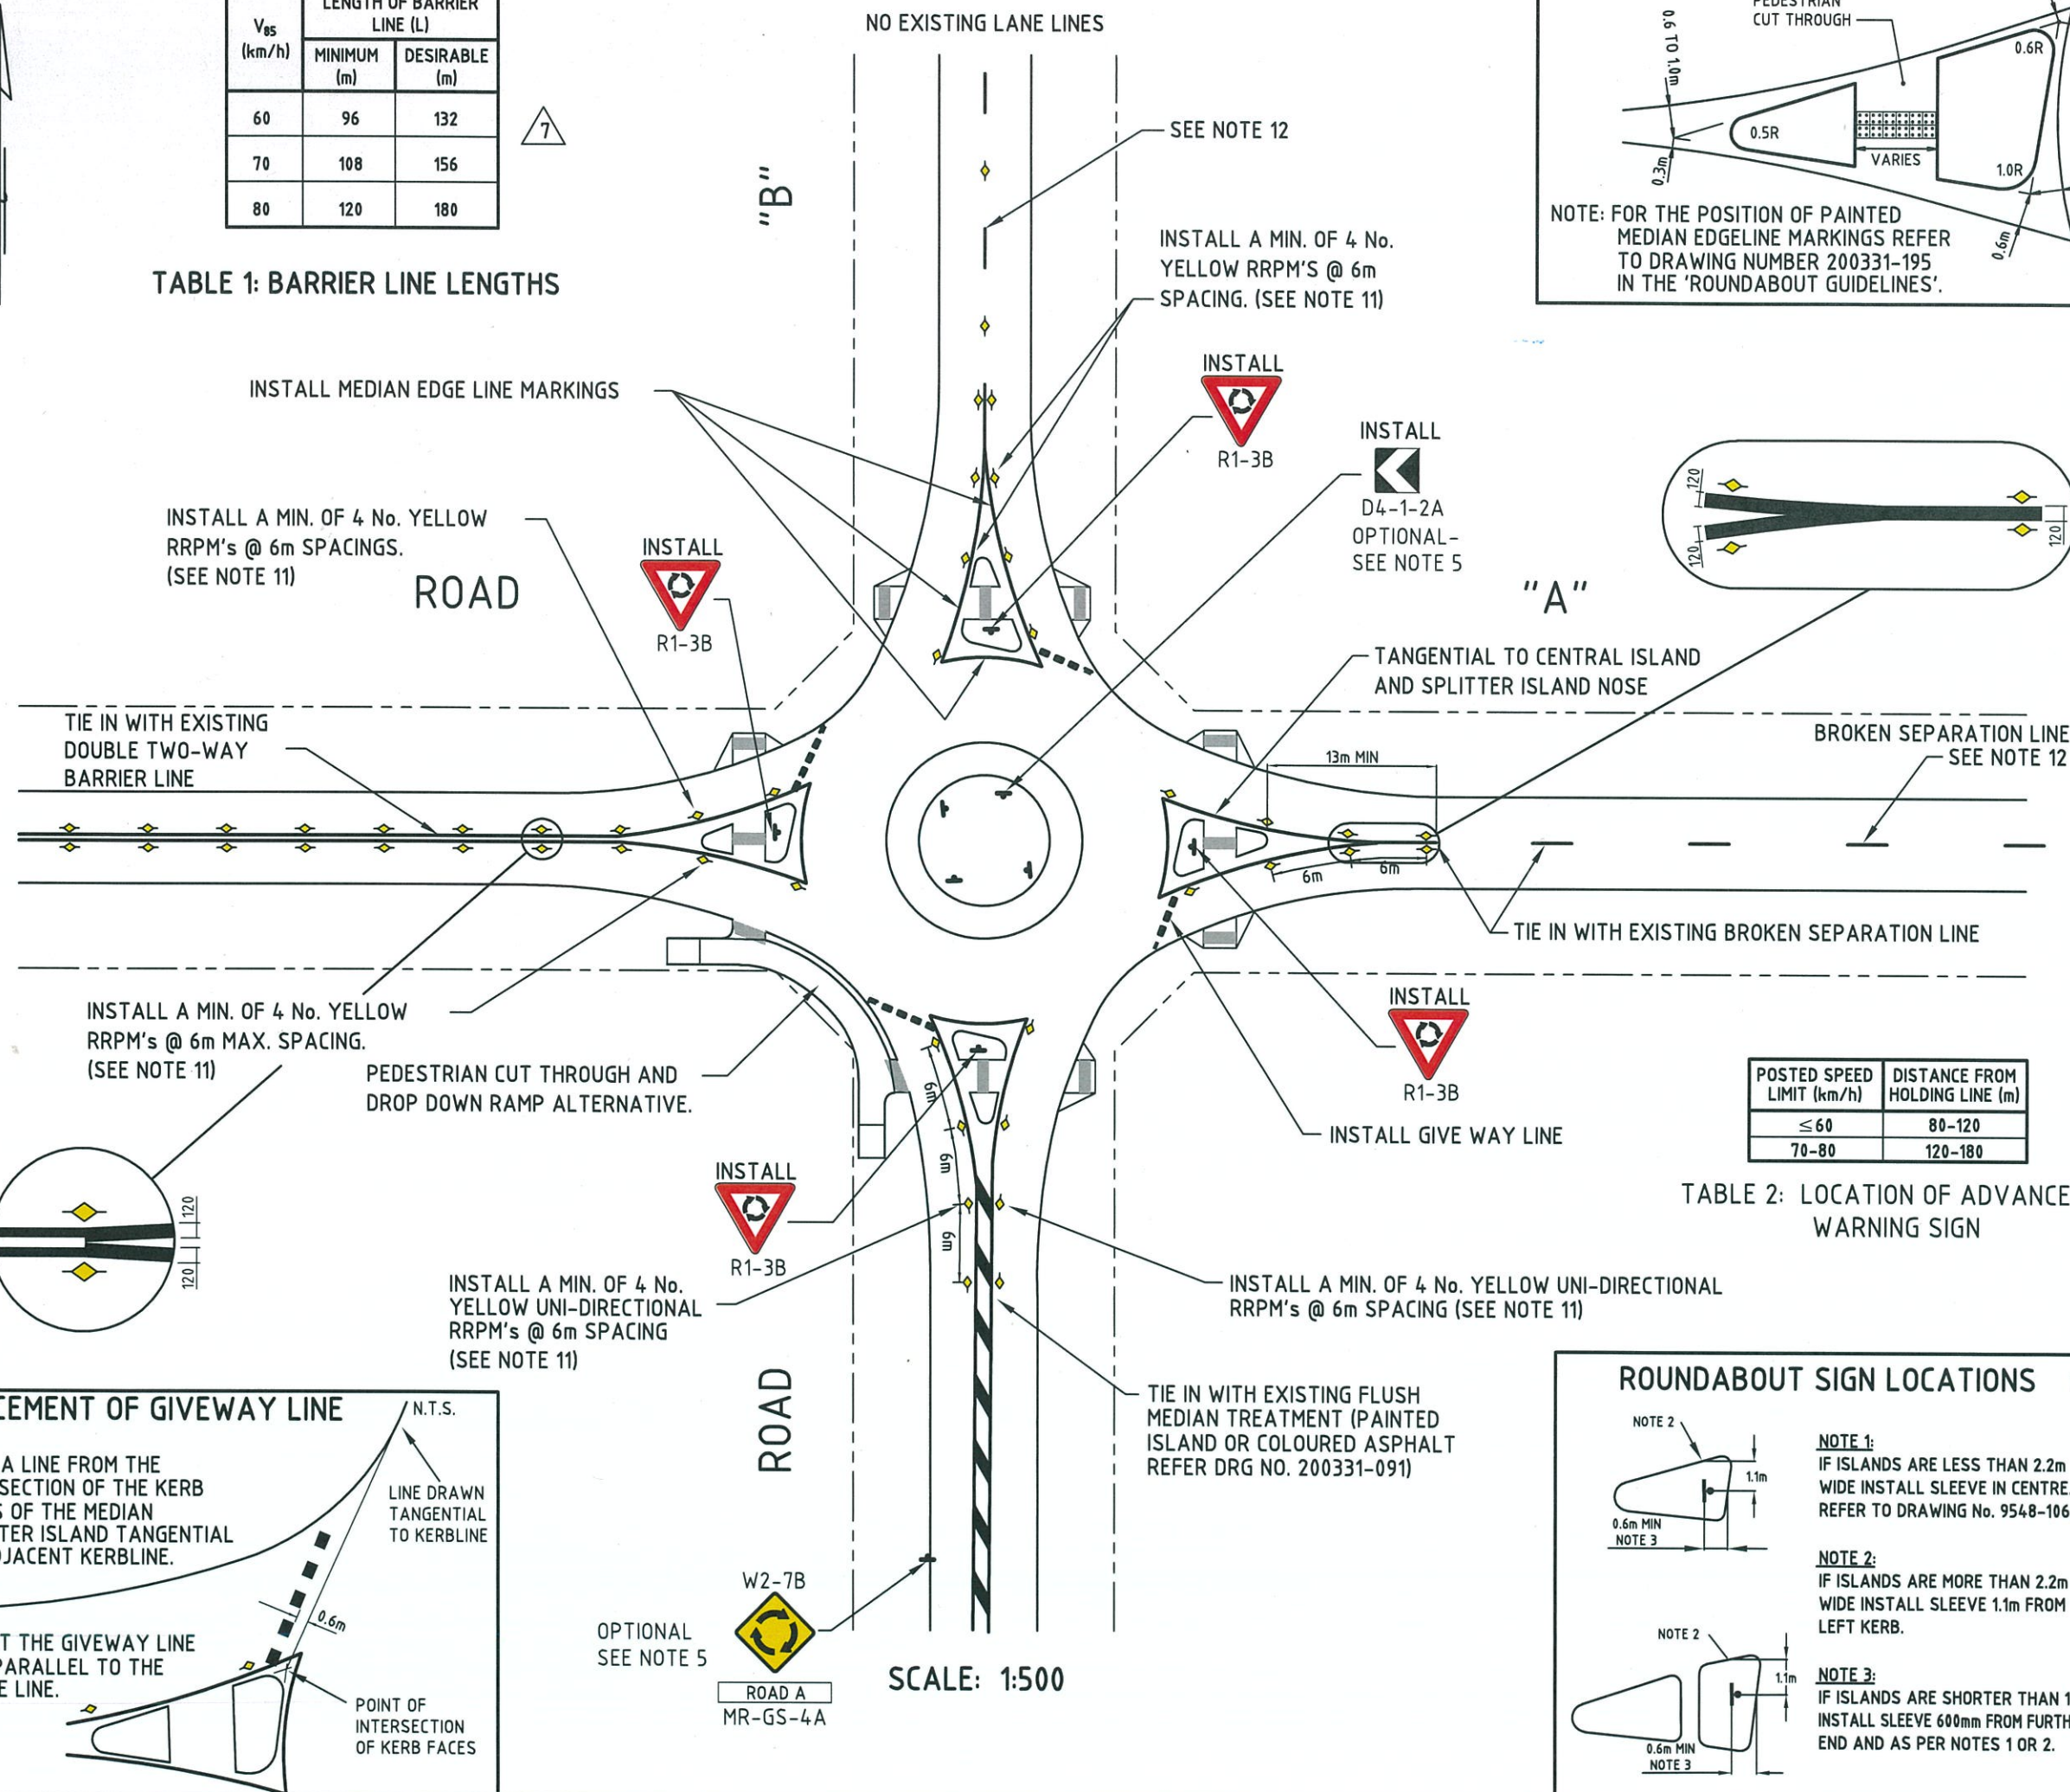 LENGTH OF BARRIER
LINE (L)
V85
(km/h)
MINIMUM
(m)
DESIRABLE
(m)
60 96 132
70 108 156
80 120 180
7
TABLE 1: BARRIER LINE LENGTHS
NO EXISTING LANE LINES
"B"
SEE NOTE 12
INSTALL A MIN. OF 4 No.
YELLOW RRPM'S @ 6m
SPACING. (SEE NOTE 11)
PEDESTRIAN
CUT THROUGH
0.6 TO 1.0m
0.6R
0.5R
VARIES
1.0R
0.3m
0.6m
NOTE: FOR THE POSITION OF PAINTED
MEDIAN EDGELINE MARKINGS REFER
TO DRAWING NUMBER 200331-195
IN THE 'ROUNDABOUT GUIDELINES'.
INSTALL MEDIAN EDGE LINE MARKINGS
INSTALL
R1-3B
INSTALL
D4-1-2A
OPTIONAL-
SEE NOTE 5
120
120
120
INSTALL A MIN. OF 4 No. YELLOW
RRPM's @ 6m SPACINGS.
(SEE NOTE 11)
ROAD
INSTALL
R1-3B
"A"
TANGENTIAL TO CENTRAL ISLAND
AND SPLITTER ISLAND NOSE
TIE IN WITH EXISTING
DOUBLE TWO-WAY
BARRIER LINE
13m MIN
BROKEN SEPARATION LINE
SEE NOTE 12
6m
6m
TIE IN WITH EXISTING BROKEN SEPARATION LINE
INSTALL A MIN. OF 4 No. YELLOW
RRPM's @ 6m MAX. SPACING.
(SEE NOTE 11)
PEDESTRIAN CUT THROUGH AND
DROP DOWN RAMP ALTERNATIVE.
INSTALL
R1-3B
INSTALL GIVE WAY LINE
POSTED SPEED
LIMIT (km/h)
DISTANCE FROM
HOLDING LINE (m)
≤60 80-120
70-80 120-180
TABLE 2: LOCATION OF ADVANCE
WARNING SIGN
6m
6m
6m
120
120
INSTALL
R1-3B
INSTALL A MIN. OF 4 No.
YELLOW UNI-DIRECTIONAL
RRPM's @ 6m SPACING
(SEE NOTE 11)
INSTALL A MIN. OF 4 No. YELLOW UNI-DIRECTIONAL
RRPM's @ 6m SPACING (SEE NOTE 11)
ROAD
TIE IN WITH EXISTING FLUSH
MEDIAN TREATMENT (PAINTED
ISLAND OR COLOURED ASPHALT
REFER DRG NO. 200331-091)
CEMENT OF GIVEWAY LINE
N.T.S.
A LINE FROM THE
SECTION OF THE KERB
S OF THE MEDIAN
TER ISLAND TANGENTIAL
DJACENT KERBLINE.
LINE DRAWN
TANGENTIAL
TO KERBLINE
0.6m
T THE GIVEWAY LINE
PARALLEL TO THE
E LINE.
POINT OF
INTERSECTION
OF KERB FACES
W2-7B
OPTIONAL
SEE NOTE 5
ROAD A
MR-GS-4A
SCALE: 1:500
ROUNDABOUT SIGN LOCATIONS
NOTE 2
1.1m
0.6m MIN
NOTE 3
NOTE 1:
IF ISLANDS ARE LESS THAN 2.2m
WIDE INSTALL SLEEVE IN CENTRE.
REFER TO DRAWING No. 9548-106
NOTE 2:
IF ISLANDS ARE MORE THAN 2.2m
WIDE INSTALL SLEEVE 1.1m FROM
LEFT KERB.
NOTE 2
1.1m
0.6m MIN
NOTE 3
NOTE 3:
IF ISLANDS ARE SHORTER THAN 1
INSTALL SLEEVE 600mm FROM FURTH
END AND AS PER NOTES 1 OR 2.